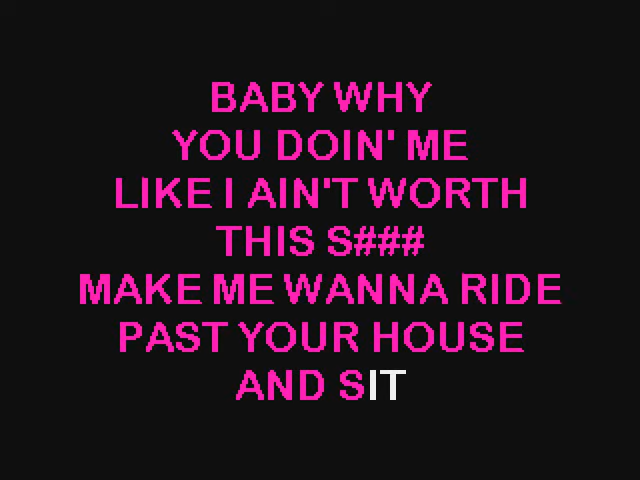 BABY WHY
YOU DOIN' ME
LIKE I AIN'T WORTH
THIS S###
MAKE ME WANNA RIDE
PAST YOUR HOUSE
AND SIT